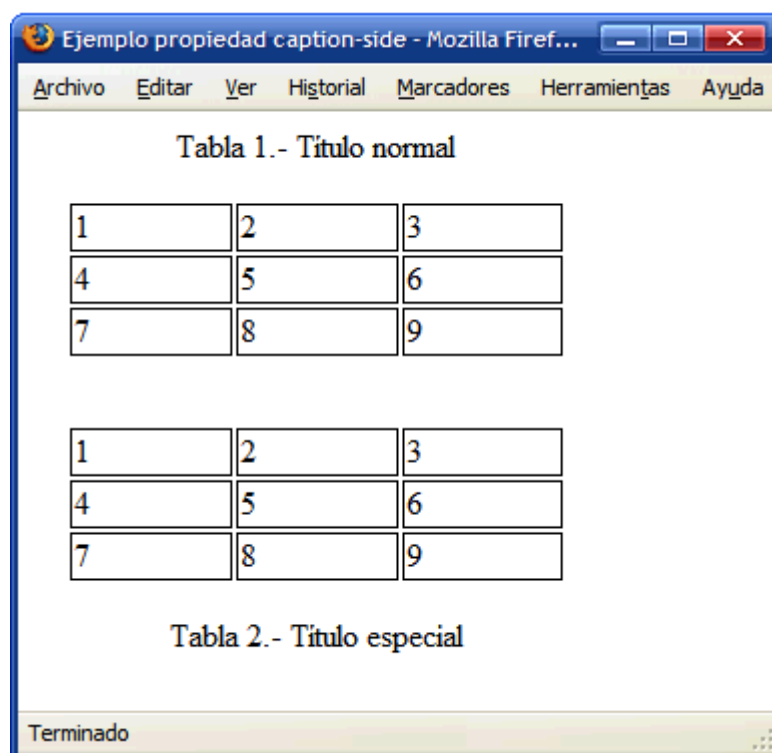 Ejemplo propiedad caption-side - Mozilla Firef...
Archivo Editar Ver Historial Marcadores Herramientas Ayuda
Tabla 1.- Título normal
1 2 3
4 5 6
7 8 9
1 2 3
4 5 6
7 8 9
Tabla 2.- Título especial
Terminado